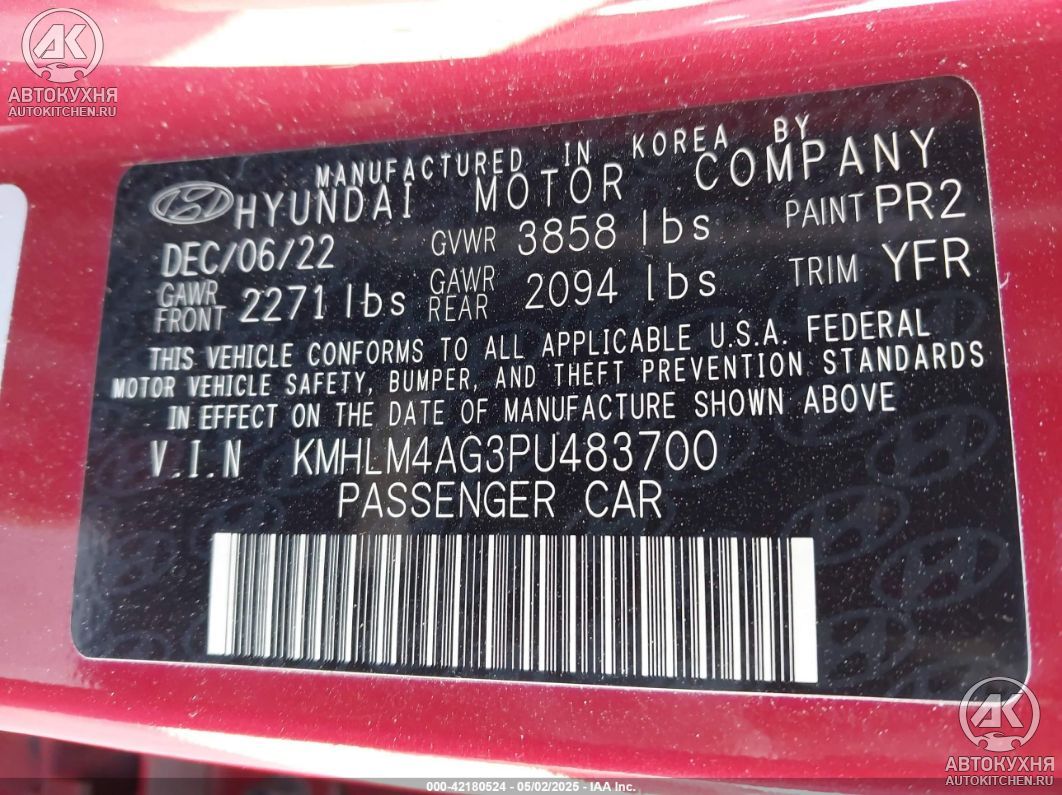 AK
АВТОКУХНЯ
AUTOKITCHEN.RU
MANUFACTURED IN KOREA BY
HYUNDAI MOTOR COMPANY
DEC/06/22 GVWR 3858 lbs PAINT PR2
GAWR FRONT 2271 lbs GAWR REAR 2094 lbs TRIM YFR
THIS VEHICLE CONFORMS TO ALL APPLICABLE U.S.A. FEDERAL
MOTOR VEHICLE SAFETY, BUMPER, AND THEFT PREVENTION STANDARDS
IN EFFECT ON THE DATE OF MANUFACTURE SHOWN ABOVE
V.I.N KMHLM4AG3PU483700
PASSENGER CAR
AK
АВТОКУХНЯ
AUTOKITCHEN.RU
000-42180524 - 05/02/2025 - IAA Inc.